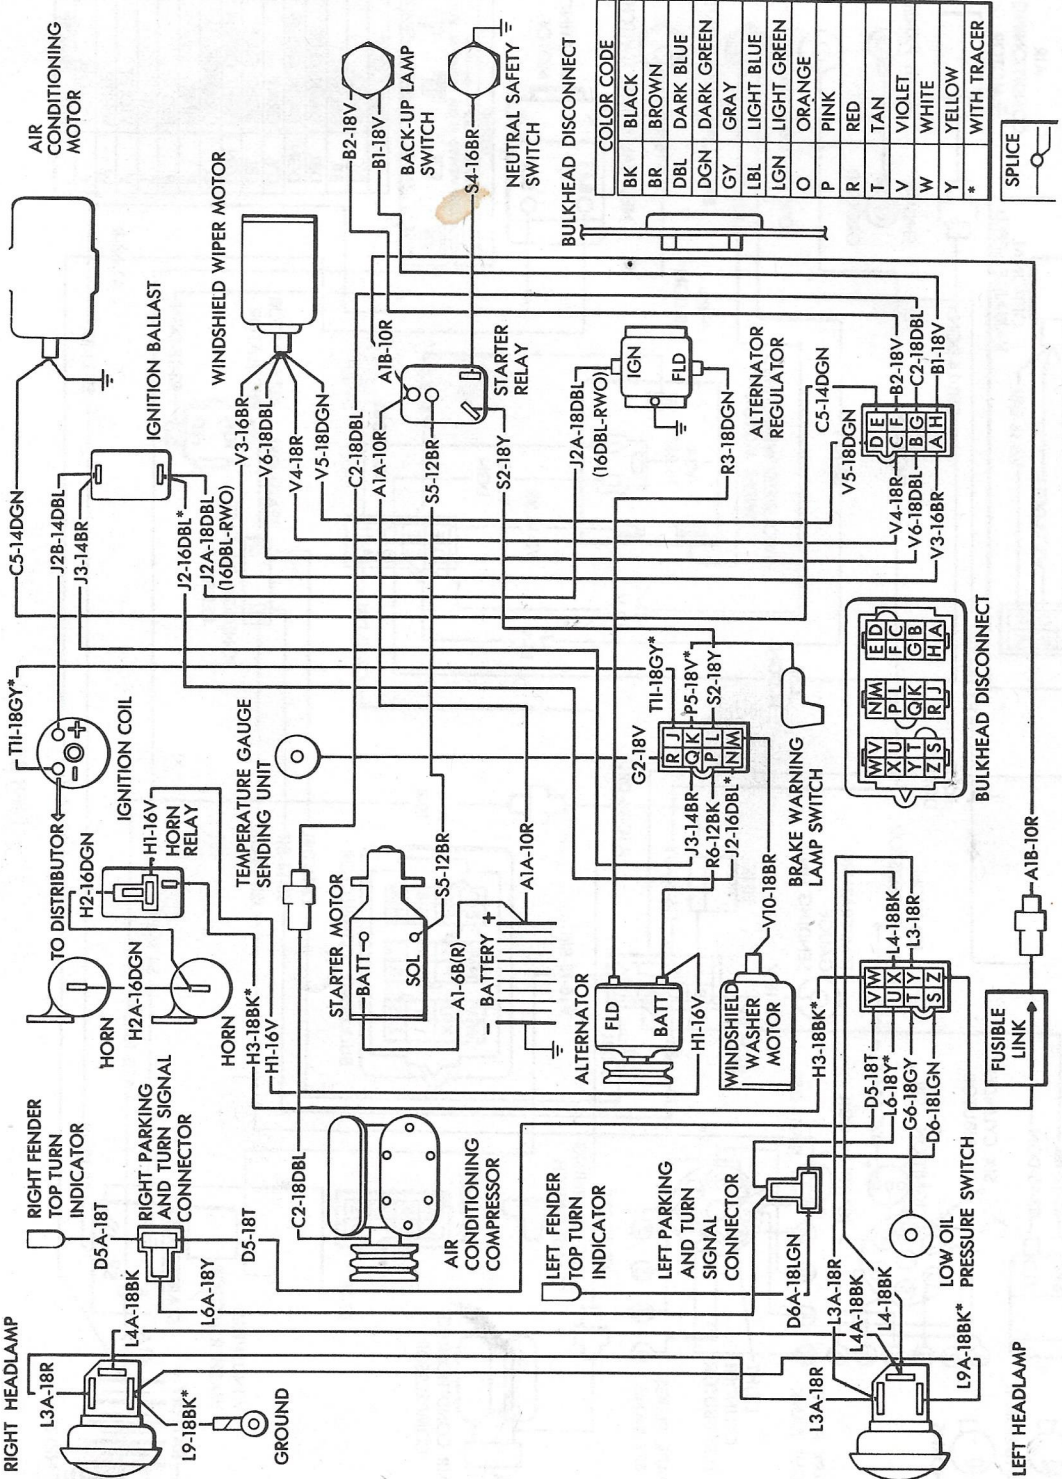 AIR
CONDITIONING
MOTOR
B2-18V
B1-18V
BACK-UP LAMP
SWITCH
S4-16BR
NEUTRAL SAFETY
SWITCH
BULKHEAD DISCONNECT
COLOR CODE
BK BLACK
BR BROWN
DBL DARK BLUE
DGN DARK GREEN
GY GRAY
LBL LIGHT BLUE
LGN LIGHT GREEN
O ORANGE
P PINK
R RED
T TAN
V VIOLET
W WHITE
Y YELLOW
* WITH TRACER
SPLICE
IGNITION BALLAST
WINDSHIELD WIPER MOTOR
C5-14DGN
J2B-14DBL
J3-14BR
J2-16DBL*
J2A-18DBL
(16DBL-RWO)
V3-16BR
V6-18DBL
V4-18R
V5-18DGN
C2-18DBL
A1A-10R
A1B-10R
S5-12BR
S2-18Y
STARTER
RELAY
J2A-18DBL
(16DBL-RWO)
IGN
FLD
R3-18DGN
ALTERNATOR
REGULATOR
C5-14DGN
V5-18DGN
B2-18V
C2-18DBL
B1-18V
D E
C F
B G
A H
V4-18R
V6-18DBL
V3-16BR
T11-18GY*
+
-
IGNITION COIL
TO DISTRIBUTOR
TEMPERATURE GAUGE
SENDING UNIT
G2-18V
T11-18GY*
P5-18V*
S2-18Y
R J
Q K
P L
N M
J3-14BR
R6-12BK
J2-16DBL*
V10-18BR
BRAKE WARNING
LAMP SWITCH
E D
F C
G B
H A
N M
P L
Q K
R J
W V
X U
Y T
Z S
BULKHEAD DISCONNECT
H2-16DGN
H1-16V
HORN
RELAY
H2A-16DGN
HORN
HORN
H3-18BK*
H1-16V
STARTER MOTOR
BATT
SOL
S5-12BR
A1-6B(R)
A1A-10R
- BATTERY +
ALTERNATOR
FLD
BATT
H1-16V
WINDSHIELD
WASHER
MOTOR
H3-18BK*
L4-18BK
L3-18R
V W
U X
T Y
S Z
D5-18T
L6-18Y*
G6-18GY
D6-18LGN
A1B-10R
FUSIBLE
LINK
RIGHT FENDER
TOP TURN
INDICATOR
D5A-18T
RIGHT PARKING
AND TURN SIGNAL
CONNECTOR
D5-18T
L6A-18Y
C2-18DBL
AIR
CONDITIONING
COMPRESSOR
LEFT FENDER
TOP TURN
INDICATOR
LEFT PARKING
AND TURN
SIGNAL
CONNECTOR
D6A-18LGN
LOW OIL
PRESSURE SWITCH
L3A-18R
L4A-18BK
L4-18BK
L9A-18BK*
L3A-18R
LEFT HEADLAMP
RIGHT HEADLAMP
L3A-18R
L4A-18BK
L9-18BK*
GROUND